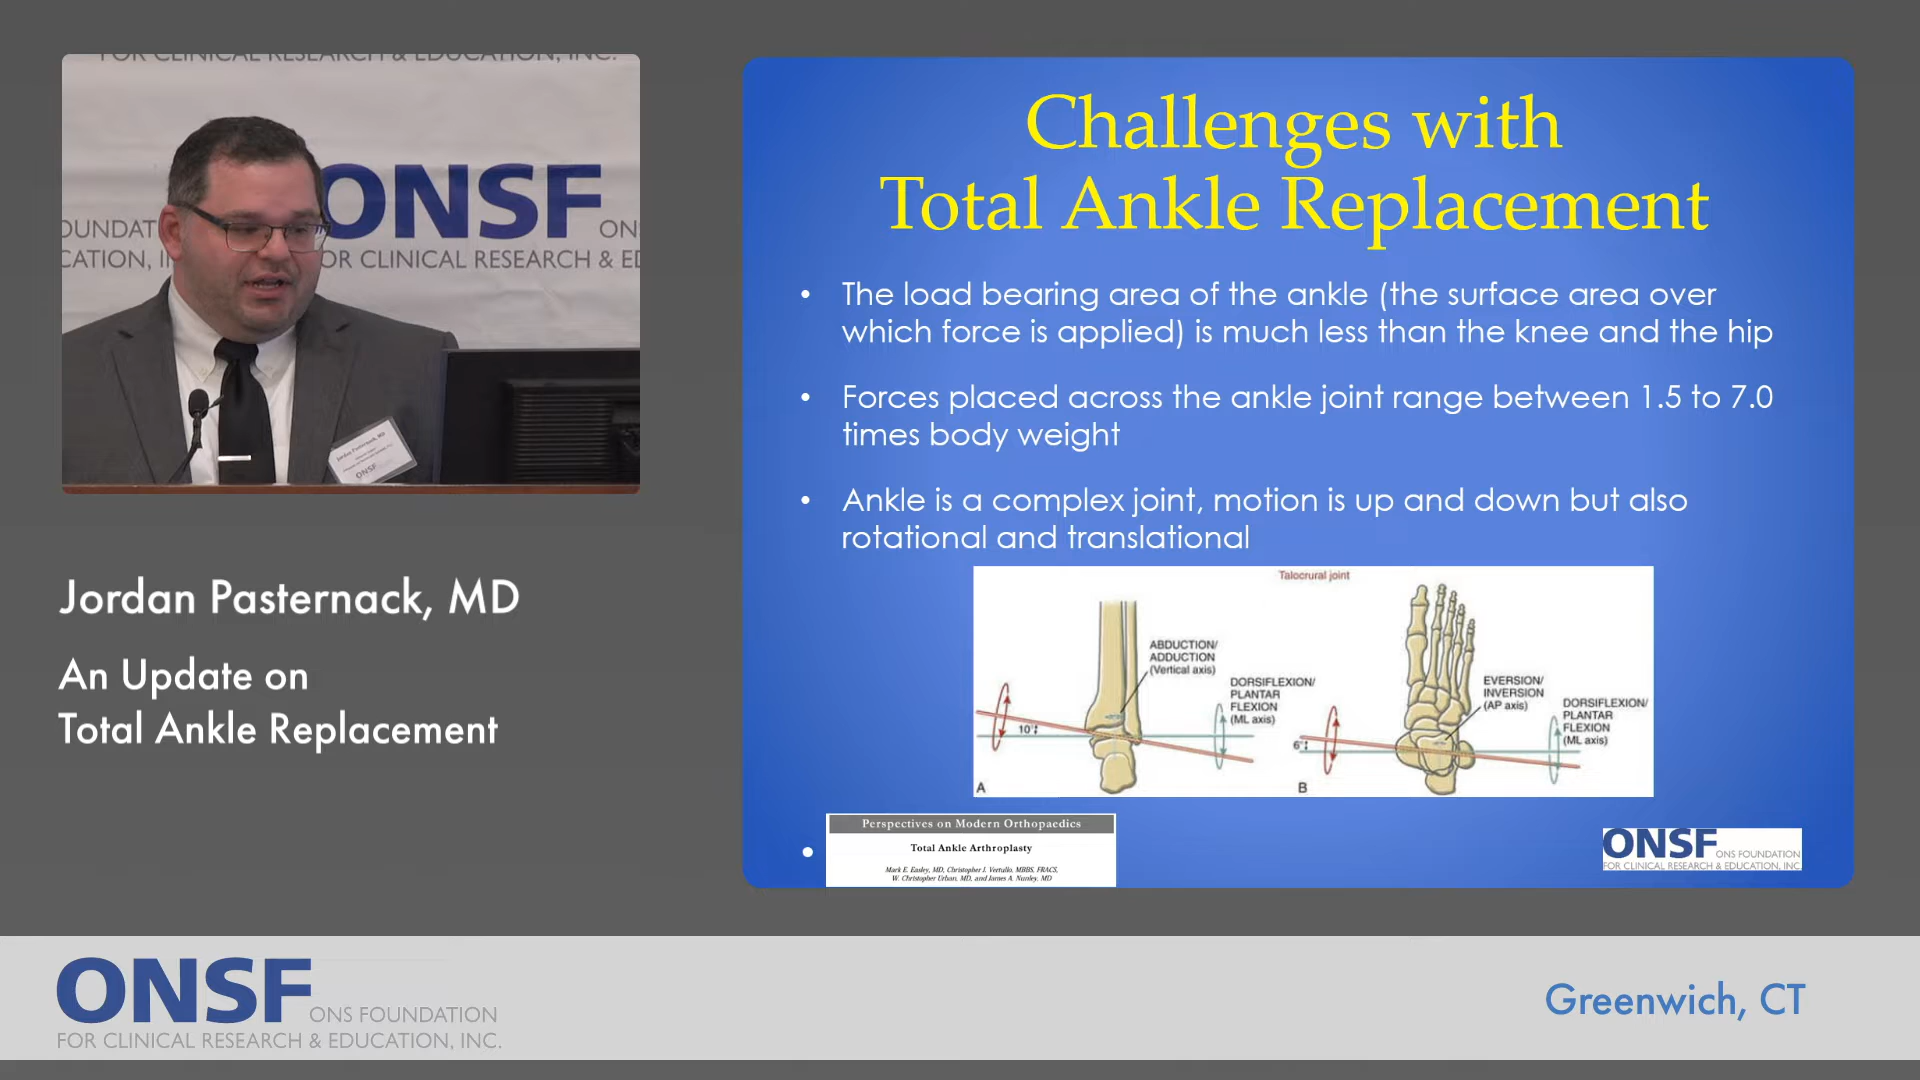 FOR CLINICAL RESEARCH & EDUCATION, INC.
ONSF
OUNDAT
ON
CATION, I
OR CLINICAL RESEARCH & E
Jordan Pasternack, MD
ONSF
Jordan Pasternack, MD
An Update on
Total Ankle Replacement
Challenges with
Total Ankle Replacement
• The load bearing area of the ankle (the surface area over
which force is applied) is much less than the knee and the hip
• Forces placed across the ankle joint range between 1.5 to 7.0
times body weight
• Ankle is a complex joint, motion is up and down but also
rotational and translational
Talocrural joint
ABDUCTION/
ADDUCTION
(Vertical axis)
DORSIFLEXION/
PLANTAR
FLEXION
(ML axis)
10°
A
EVERSION/
INVERSION
(AP axis)
DORSIFLEXION/
PLANTAR
FLEXION
(ML axis)
6°
B
Perspectives on Modern Orthopaedics
Total Ankle Arthroplasty
Mark E. Easley, MD, Christopher J. Vertullo, MBBS, FRACS,
W. Christopher Urban, MD, and James A. Nunley, MD
ONSF ONS FOUNDATION
FOR CLINICAL RESEARCH & EDUCATION, INC
ONSF ONS FOUNDATION
FOR CLINICAL RESEARCH & EDUCATION, INC.
Greenwich, CT